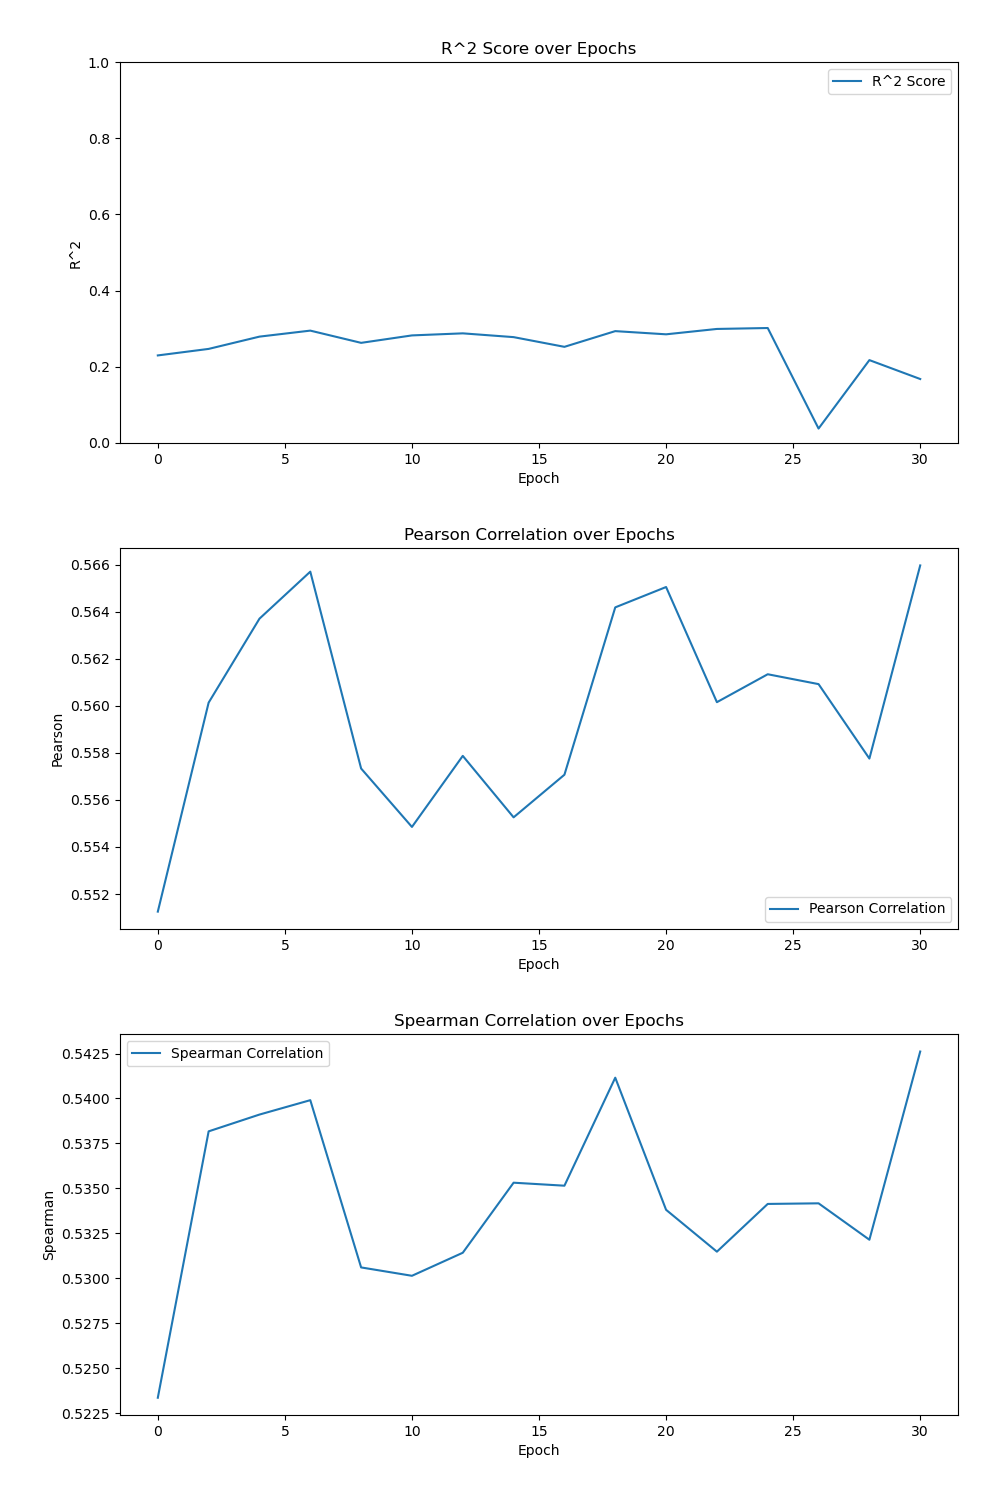 R^2 Score over Epochs
1.0
0.8
0.6
0.4
0.2
0.0
R^2
R^2 Score
0 5 10 15 20 25 30
Epoch
Pearson Correlation over Epochs
0.566
0.564
0.562
0.560
0.558
0.556
0.554
0.552
Pearson
Pearson Correlation
0 5 10 15 20 25 30
Epoch
Spearman Correlation over Epochs
Spearman Correlation
0.5425
0.5400
0.5375
0.5350
0.5325
0.5300
0.5275
0.5250
0.5225
Spearman
0 5 10 15 20 25 30
Epoch